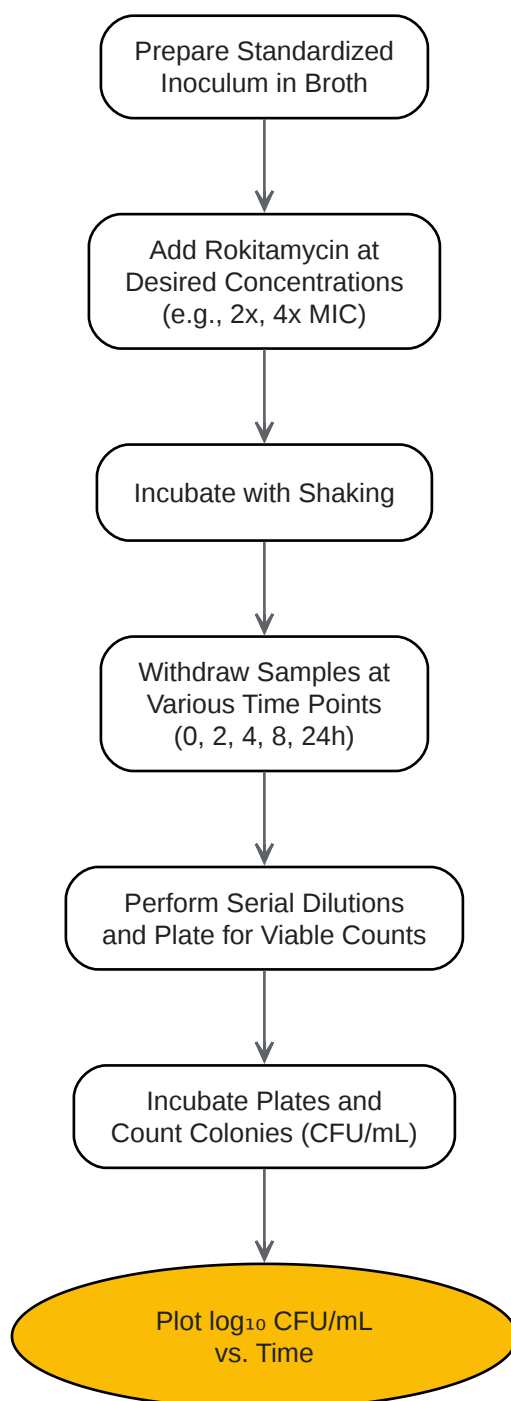 Prepare Standardized
Inoculum in Broth
Add Rokitamycin at
Desired Concentrations
(e.g., 2x, 4x MIC)
Incubate with Shaking
Withdraw Samples at
Various Time Points
(0, 2, 4, 8, 24h)
Perform Serial Dilutions
and Plate for Viable Counts
Incubate Plates and
Count Colonies (CFU/mL)
Plot log₁₀ CFU/mL
vs. Time